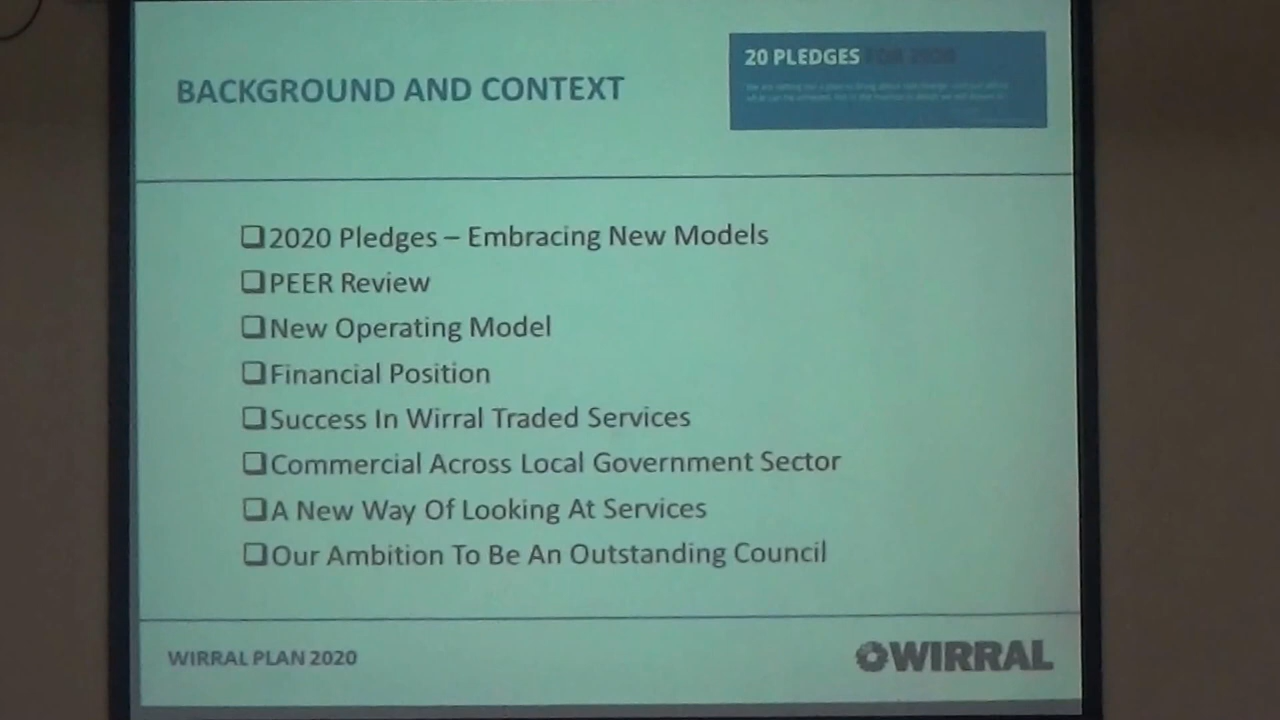 BACKGROUND AND CONTEXT
20 PLEDGES FOR 2020
❑2020 Pledges – Embracing New Models
❑PEER Review
❑New Operating Model
❑Financial Position
❑Success In Wirral Traded Services
❑Commercial Across Local Government Sector
❑A New Way Of Looking At Services
❑Our Ambition To Be An Outstanding Council
WIRRAL PLAN 2020
WIRRAL